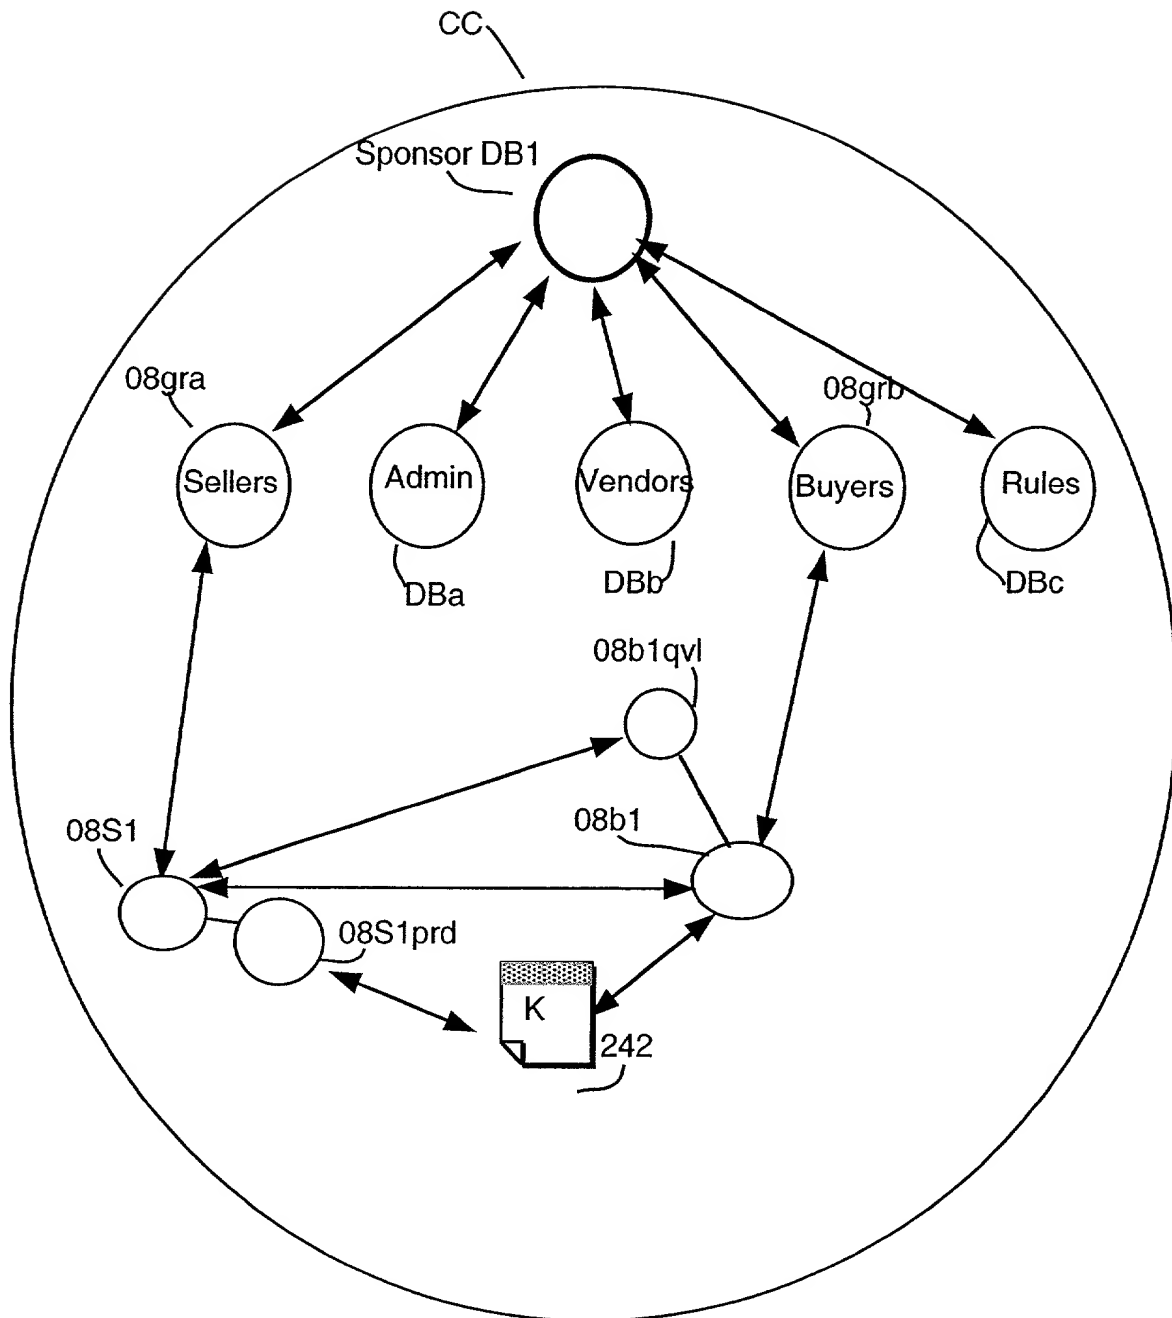 CC
Sponsor DB1
08gra
08grb
Sellers
Admin
Vendors
Buyers
Rules
DBa
DBb
DBc
08b1qvl
08S1
08b1
08S1prd
K
242